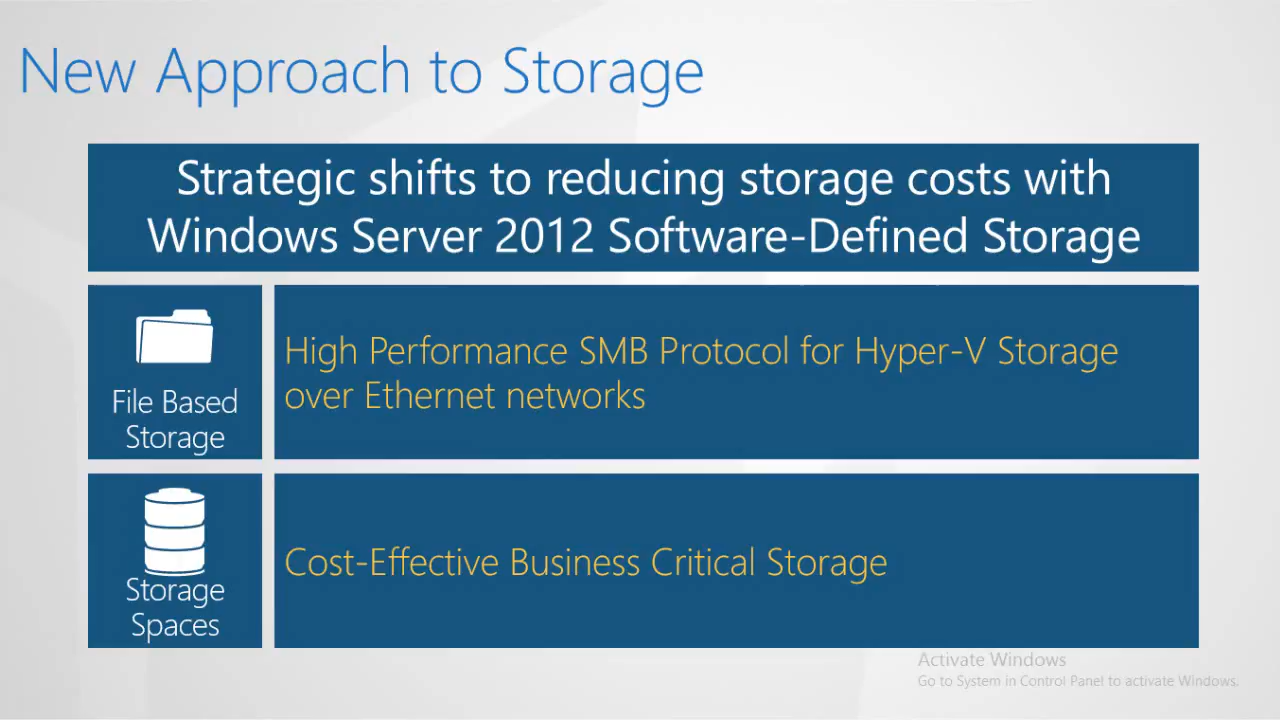 New Approach to Storage
Strategic shifts to reducing storage costs with
Windows Server 2012 Software-Defined Storage
File Based
Storage
High Performance SMB Protocol for Hyper-V Storage
over Ethernet networks
Storage
Spaces
Cost-Effective Business Critical Storage
Activate Windows
Go to System in Control Panel to activate Windows.